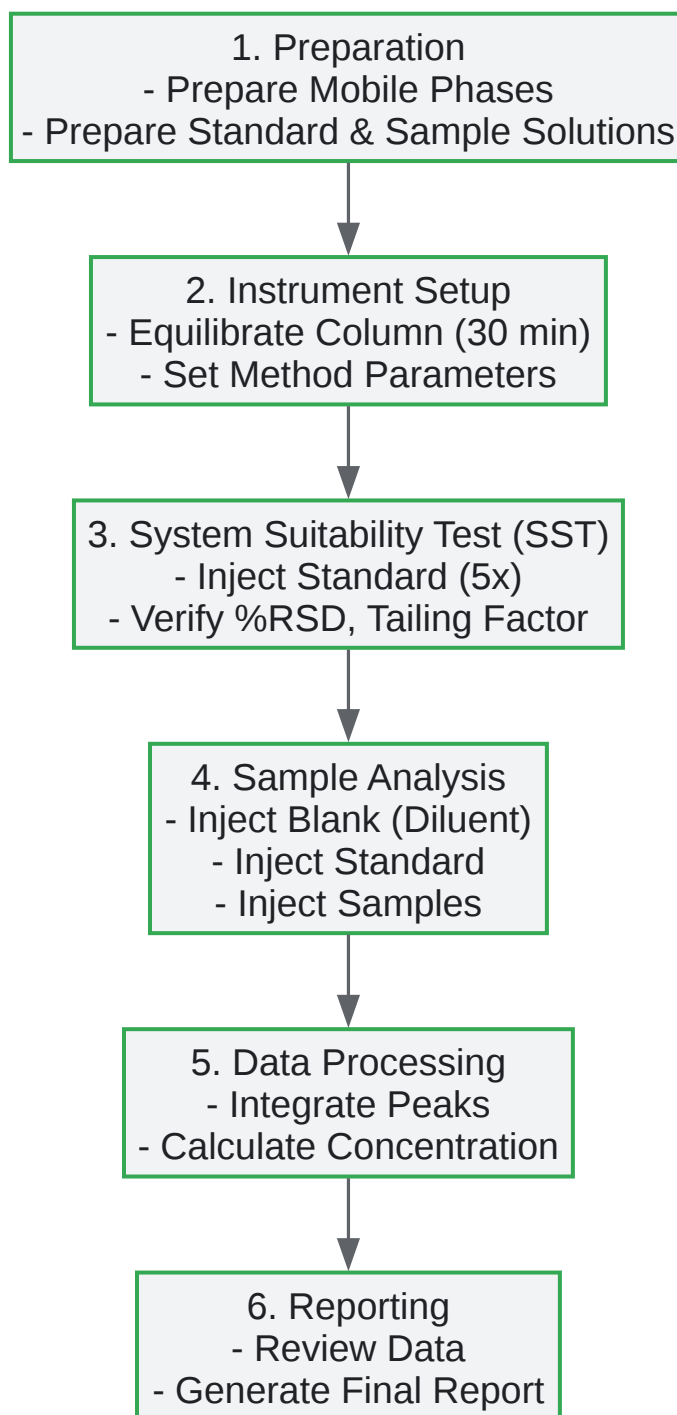 1. Preparation
- Prepare Mobile Phases
- Prepare Standard & Sample Solutions
2. Instrument Setup
- Equilibrate Column (30 min)
- Set Method Parameters
3. System Suitability Test (SST)
- Inject Standard (5x)
- Verify %RSD, Tailing Factor
4. Sample Analysis
- Inject Blank (Diluent)
- Inject Standard
- Inject Samples
5. Data Processing
- Integrate Peaks
- Calculate Concentration
6. Reporting
- Review Data
- Generate Final Report